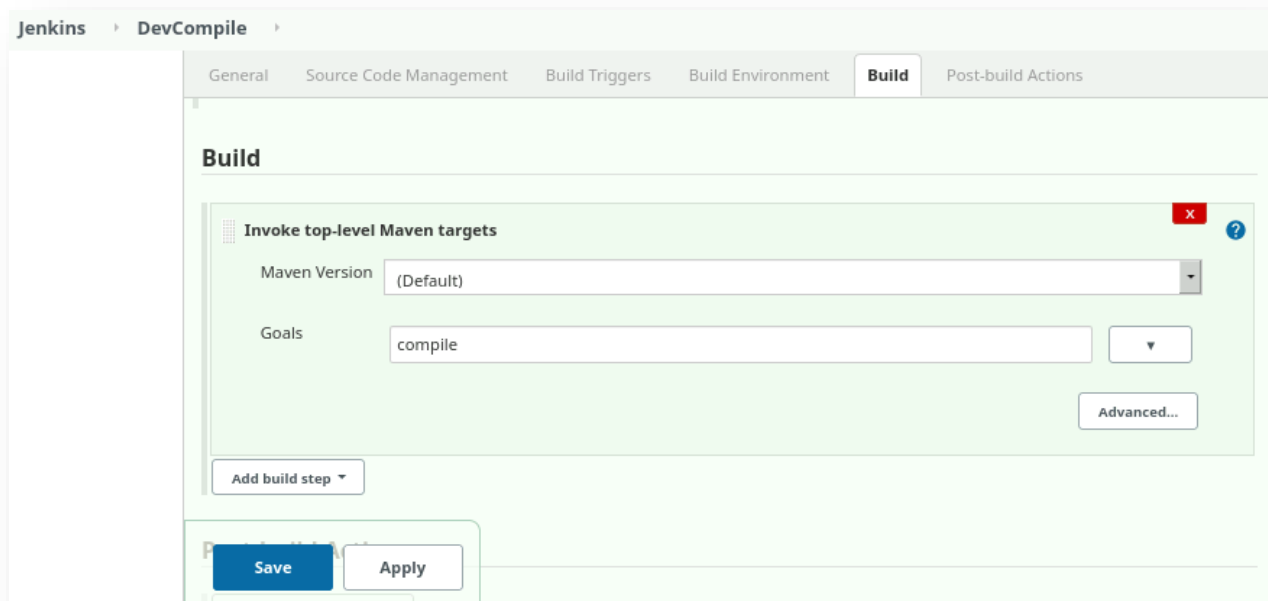 Jenkins DevCompile
General Source Code Management Build Triggers Build Environment Build Post-build Actions
Build
X
Invoke top-level Maven targets ?
Maven Version (Default)
Goals compile
Advanced...
Add build step
Save Apply